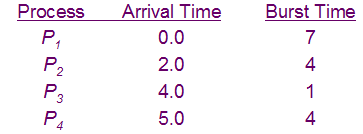 Process Arrival Time Burst Time
P1 0.0 7
P2 2.0 4
P3 4.0 1
P4 5.0 4